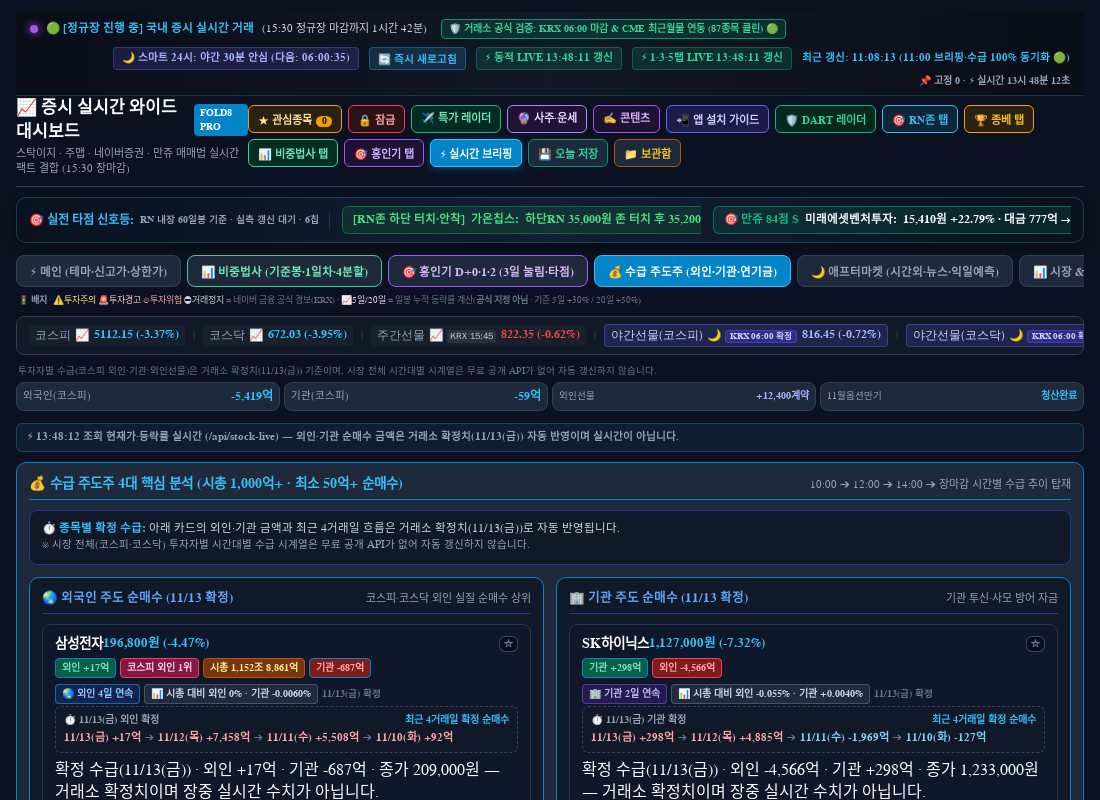 [정규장 진행 중] 국내 증시 실시간 거래 (15:30 정규장 마감까지 1시간 42분) 거래소 공식 검증: KRX 06:00 마감 & CME 최근월물 연동 (87종목 클린)
스마트 24시: 야간 30분 안심 (다음: 06:00:35) 즉시 새로고침 ⚡동적 LIVE 13:48:11 갱신 ⚡1·3·5탭 LIVE 13:48:11 갱신 최근 갱신: 11:08:13 (11:00 브리핑·수급 100% 동기화 🟢)
📌 고정 0 · ⚡ 실시간 13시 48분 12초
📈 증시 실시간 와이드 대시보드
FOLD8 PRO
★ 관심종목 0 🔒 잠금 ✈️ 특가 레이더 🔮 사주·운세 ✍️ 콘텐츠 📲 앱 설치 가이드 🛡️ DART 레이더 🎯 RN존 탭 🏆 종베 탭
스탁이지 · 주맵 · 네이버증권 · 만쥬 매매법 실시간 팩트 결합 (15:30 장마감)
📊 비중법사 탭 🎯 홍인기 탭 ⚡ 실시간 브리핑 💾 오늘 저장 📁 보관함
🎯 실전 타점 신호등: RN 내장 60일봉 기준 · 실측 갱신 대기 · 6칩 [RN존 하단 터치·안착] 가온칩스: 하단RN 35,000원 존 터치 후 35,200 🎯 만쥬 84점 S 미래에셋벤처투자: 15,410원 +22.79% · 대금 777억 →
⚡ 메인 (테마·신고가·상한가) 📊 비중법사 (기준봉·1일차·4분할) 🎯 홍인기 D+0·1·2 (3일 눌림·타점) 💰 수급 주도주 (외인·기관·연기금) 🌙 애프터마켓 (시간외·뉴스·익일예측) 📊 시장 &
🚦 배지 · ⚠️투자주의 🚨투자경고 ⊖투자위험 ⛔거래정지 = 네이버 금융 공식 경보(KRX) · 📈5일/20일 = 일봉 누적 등락률 계산(공식 지정 아님 · 기준 5일 +30% / 20일 +50%)
코스피 📈 5112.15 (-3.37%) 코스닥 📈 672.03 (-3.95%) 주간선물 📈 KRX 15:45 822.35 (-0.62%) 야간선물(코스피) 🌙 KRX 06:00 확정 816.45 (-0.72%) 야간선물(코스닥) 🌙 KRX 06:00
투자자별 수급(코스피 외인·기관·외인선물)은 거래소 확정치(11/13(금)) 기준이며, 시장 전체 시간대별 시계열은 무료 공개 API가 없어 자동 갱신하지 않습니다.
외국인(코스피) -5,419억 기관(코스피) -59억 외인선물 +12,400계약 11월옵션만기 청산완료
⚡ 13:48:12 조회 현재가·등락률 실시간 (/api/stock-live) — 외인·기관 순매수 금액은 거래소 확정치(11/13(금)) 자동 반영이며 실시간이 아닙니다.
💰 수급 주도주 4대 핵심 분석 (시총 1,000억+ · 최소 50억+ 순매수) 10:00 → 12:00 → 14:00 → 장마감 시간별 수급 추이 탑재
⏱️ 종목별 확정 수급: 아래 카드의 외인·기관 금액과 최근 4거래일 흐름은 거래소 확정치(11/13(금))로 자동 반영됩니다.
※ 시장 전체(코스피·코스닥) 투자자별 시간대별 수급 시계열은 무료 공개 API가 없어 자동 갱신하지 않습니다.
🌏 외국인 주도 순매수 (11/13 확정) 코스피·코스닥 외인 실질 순매수 상위
삼성전자196,800원 (-4.47%) ☆
외인 +17억 코스피 외인 1위 시총 1,152조 8,861억 기관 -687억
🌏 외인 4일 연속 📊 시총 대비 외인 0% · 기관 -0.0060% 11/13(금) 확정
⏱️ 11/13(금) 외인 확정 최근 4거래일 확정 순매수
11/13(금) +17억 → 11/12(목) +7,458억 → 11/11(수) +5,508억 → 11/10(화) +92억
확정 수급(11/13(금)) · 외인 +17억 · 기관 -687억 · 종가 209,000원 —
거래소 확정치이며 장중 실시간 수치가 아닙니다.
🏢 기관 주도 순매수 (11/13 확정) 기관 투신·사모 방어 자금
SK하이닉스1,127,000원 (-7.32%) ☆
기관 +298억 외인 -4,566억
🏢 기관 2일 연속 📊 시총 대비 외인 -0.055% · 기관 +0.0040% 11/13(금) 확정
⏱️ 11/13(금) 기관 확정 최근 4거래일 확정 순매수
11/13(금) +298억 → 11/12(목) +4,885억 → 11/11(수) -1,969억 → 11/10(화) -127억
확정 수급(11/13(금)) · 외인 -4,566억 · 기관 +298억 · 종가 1,233,000원
— 거래소 확정치이며 장중 실시간 수치가 아닙니다.